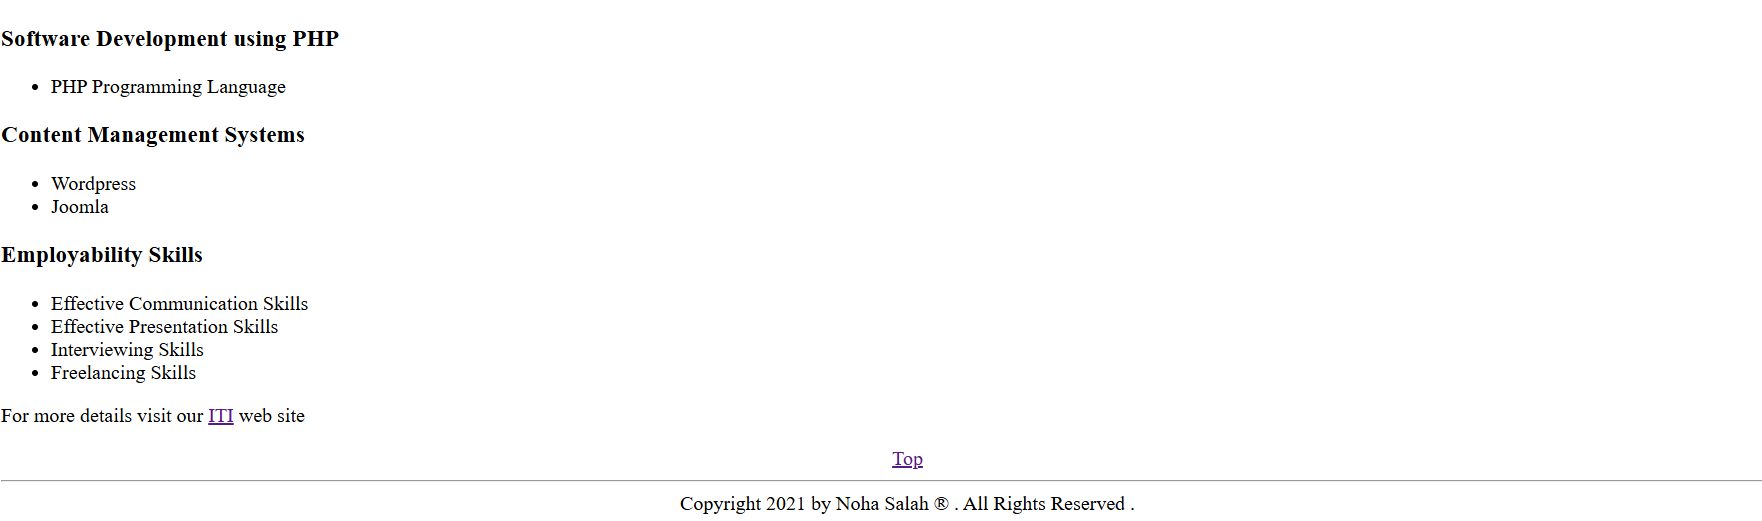 Software Development using PHP
• PHP Programming Language
Content Management Systems
• Wordpress
• Joomla
Employability Skills
• Effective Communication Skills
• Effective Presentation Skills
• Interviewing Skills
• Freelancing Skills
For more details visit our ITI web site
Top
Copyright 2021 by Noha Salah ® . All Rights Reserved .